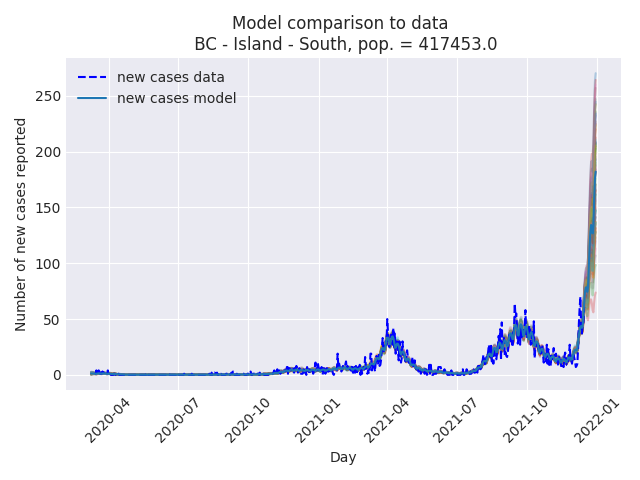 Model comparison to data
BC - Island - South, pop. = 417453.0
new cases data
new cases model
Number of new cases reported
250
200
150
100
50
0
2020-04
2020-07
2020-10
2021-01
2021-04
2021-07
2021-10
2022-01
Day